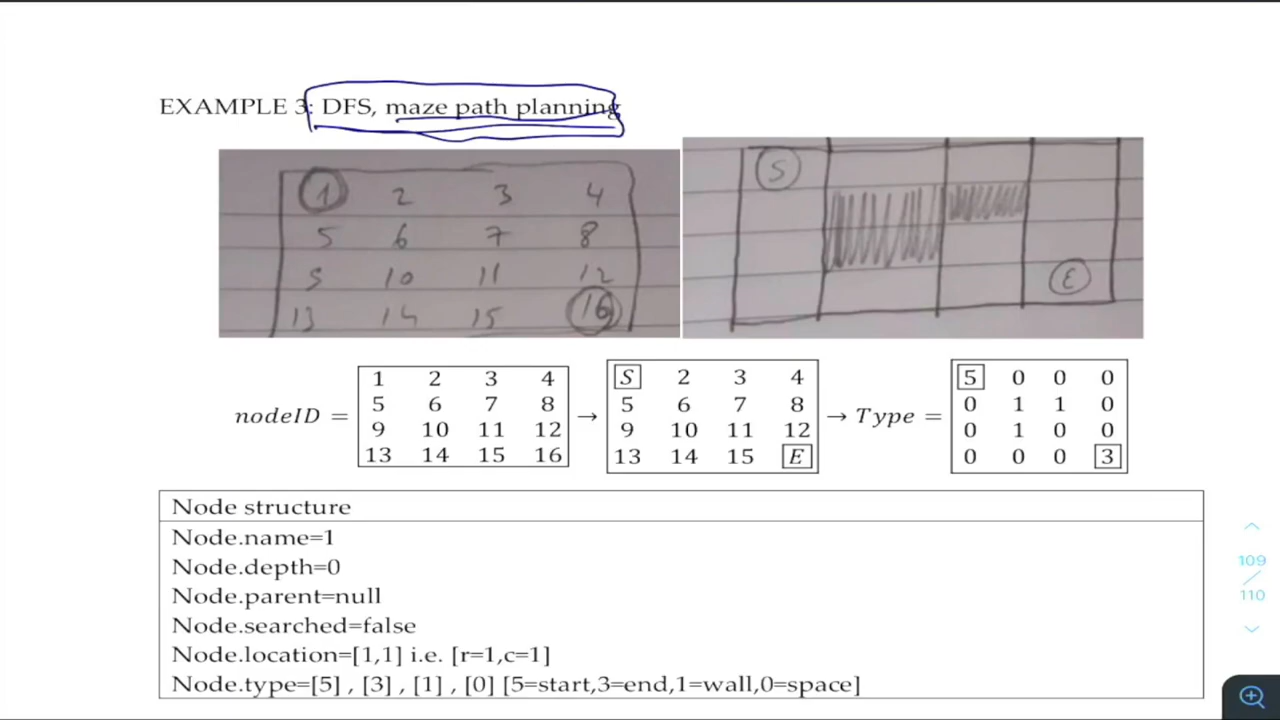 EXAMPLE 3: DFS, maze path planning
1 2 3 4
5 6 7 8
9 10 11 12
13 14 15 16
S
E
nodeID = 1 2 3 4
5 6 7 8
9 10 11 12
13 14 15 16
→ S 2 3 4
5 6 7 8
9 10 11 12
13 14 15 E
→ Type = 5 0 0 0
0 1 1 0
0 1 0 0
0 0 0 3
Node structure
Node.name=1
Node.depth=0
Node.parent=null
Node.searched=false
Node.location=[1,1] i.e. [r=1,c=1]
Node.type=[5] , [3] , [1] , [0] [5=start,3=end,1=wall,0=space]
109
/
110